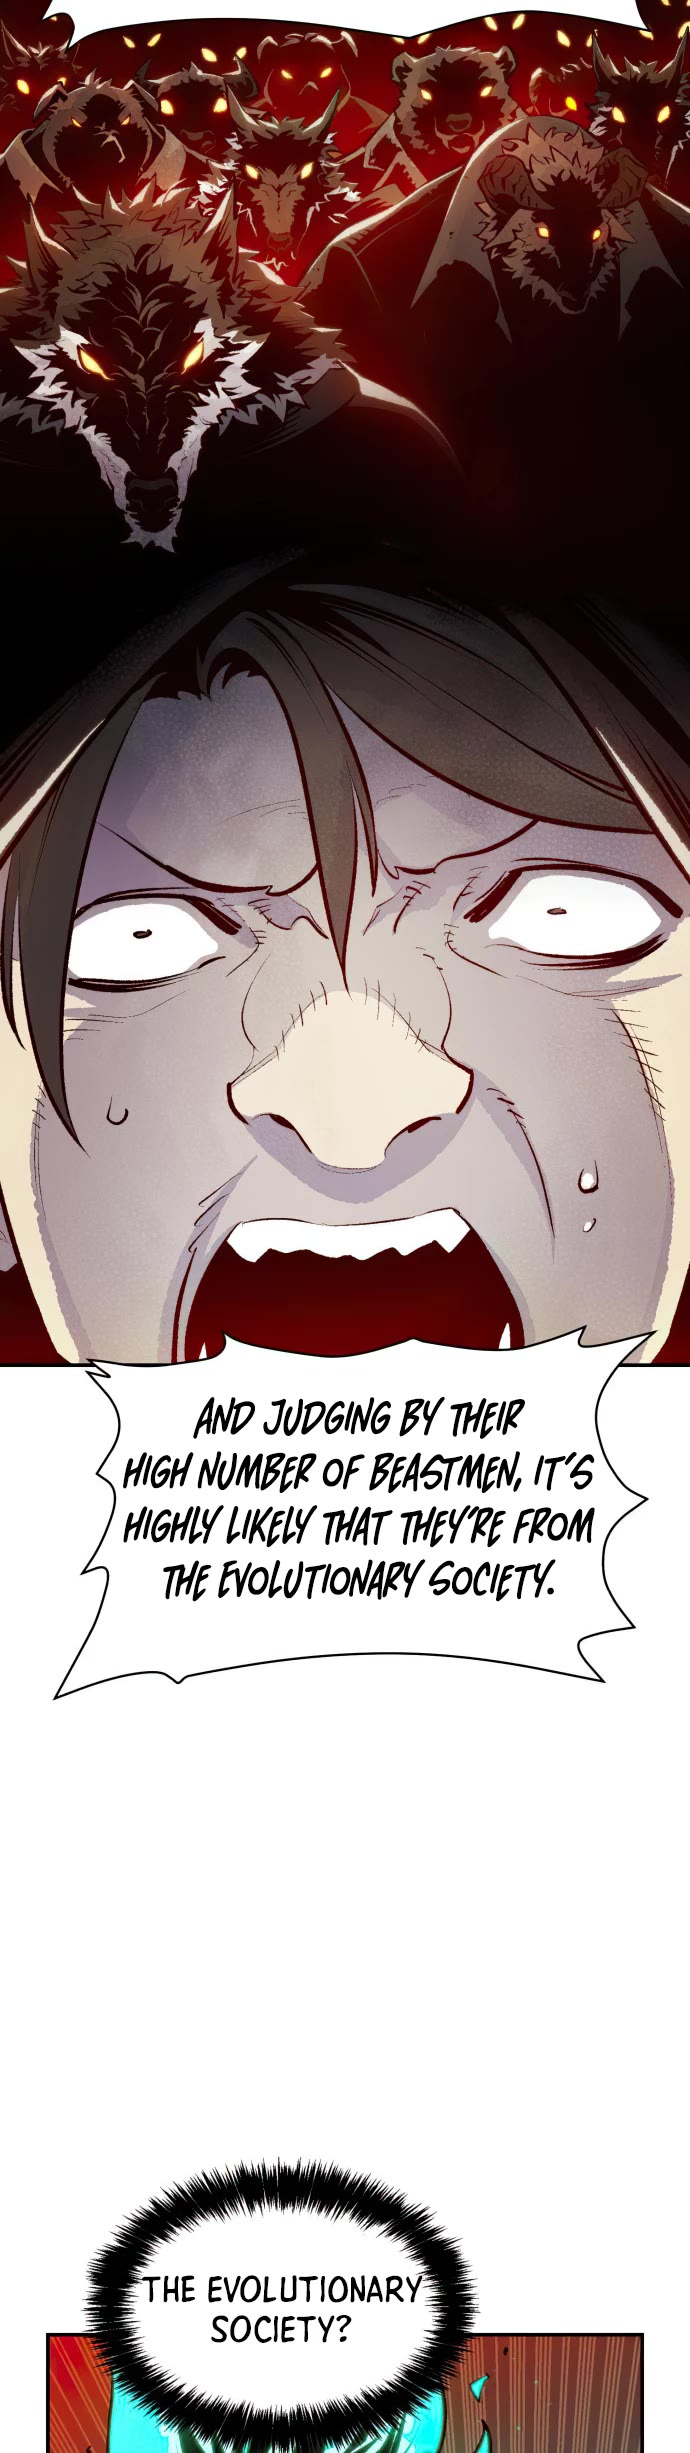 AND JUDGING BY THEIR
HIGH NUMBER OF BEASTMEN, IT'S
HIGHLY LIKELY THAT THEY'RE FROM
THE EVOLUTIONARY SOCIETY.
THE EVOLUTIONARY
SOCIETY?